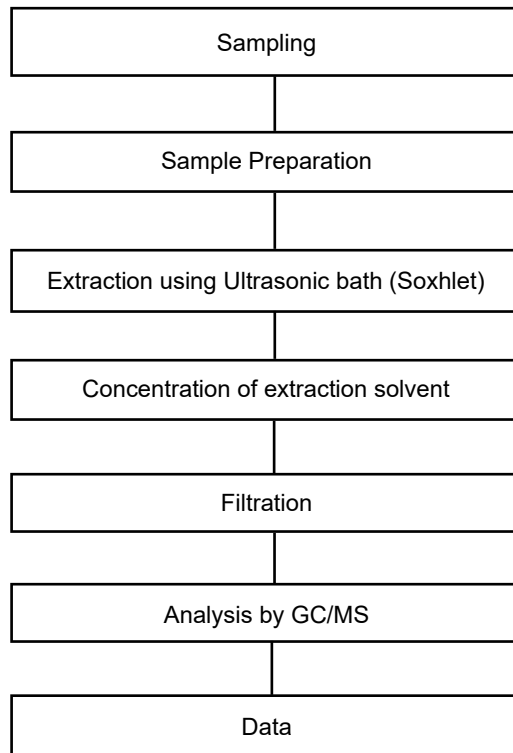 Sampling
Sample Preparation
Extraction using Ultrasonic bath (Soxhlet)
Concentration of extraction solvent
Filtration
Analysis by GC/MS
Data